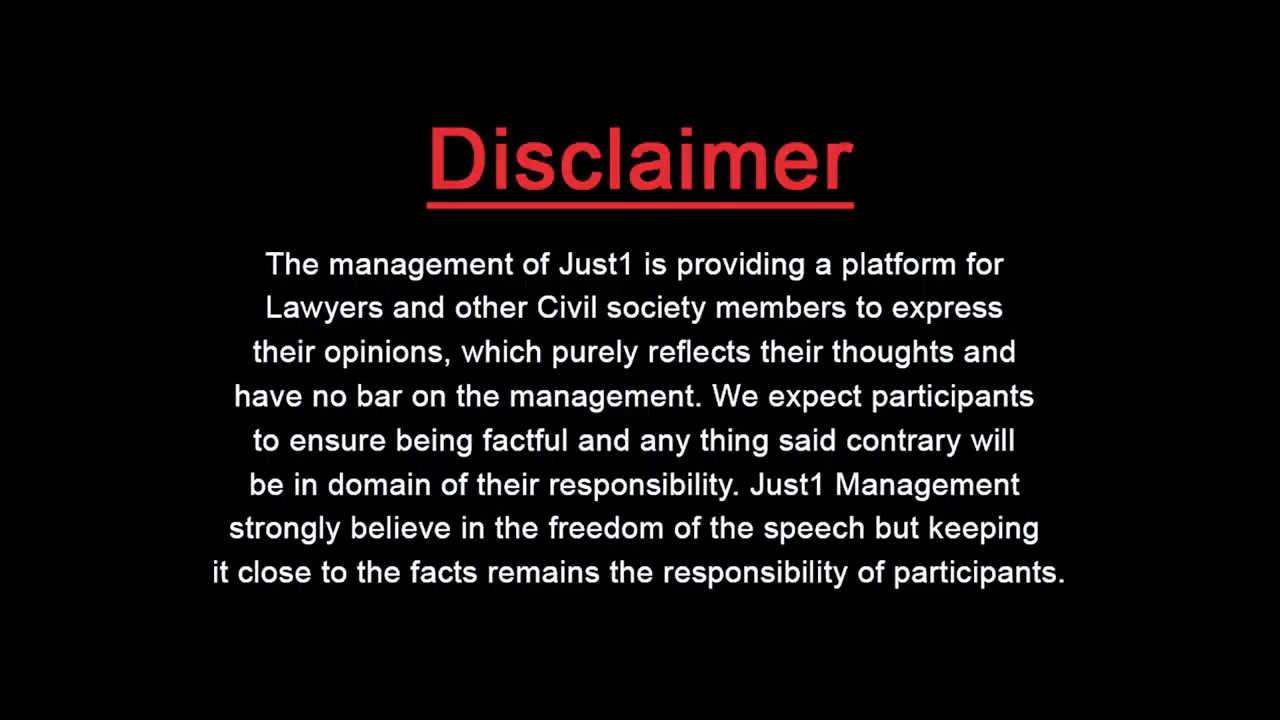 Disclaimer
The management of Just1 is providing a platform for
Lawyers and other Civil society members to express
their opinions, which purely reflects their thoughts and
have no bar on the management. We expect participants
to ensure being factful and any thing said contrary will
be in domain of their responsibility. Just1 Management
strongly believe in the freedom of the speech but keeping
it close to the facts remains the responsibility of participants.